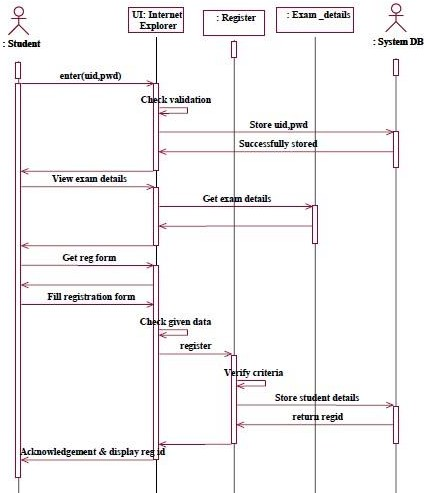 : Student
UI: Internet
Explorer
: Register
: Exam _details
: System DB
enter(uid,pwd)
Check validation
Store uid,pwd
Successfully stored
View exam details
Get exam details
Get reg form
Fill registration form
Check given data
register
Verify criteria
Store student details
return regid
Acknowledgement & display reg id